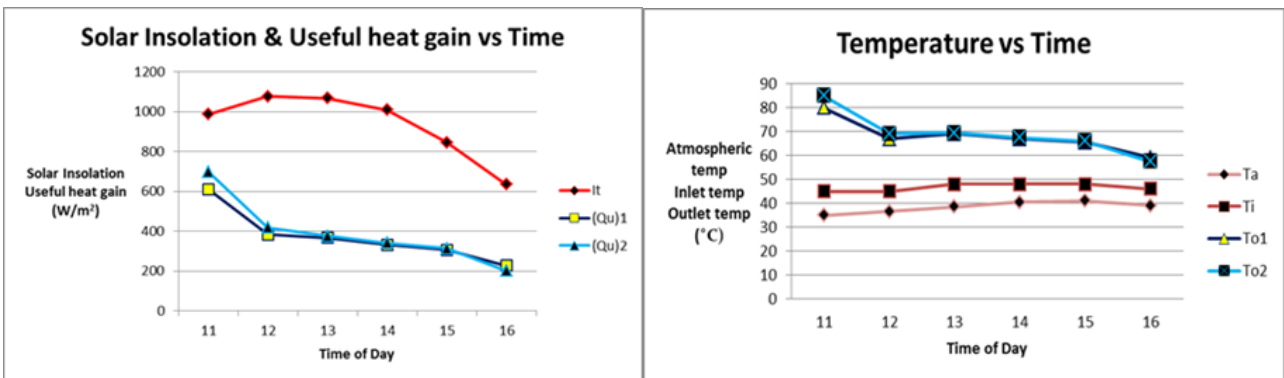 Solar Insolation & Useful heat gain vs Time
1200
1000
800
600
400
200
0
Solar Insolation
Useful heat gain
(W/m²)
11 12 13 14 15 16
Time of Day
It
(Qu)1
(Qu)2
Temperature vs Time
90
80
70
60
50
40
30
20
10
0
Atmospheric
temp
Inlet temp
Outlet temp
(°C)
11 12 13 14 15 16
Time of Day
Ta
Ti
To1
To2